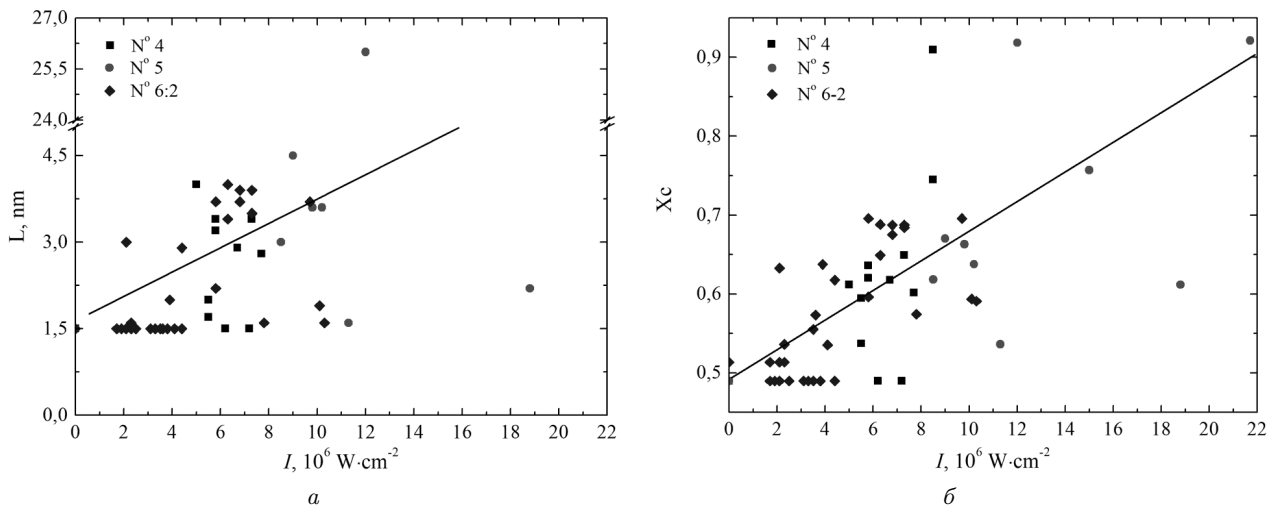 27,0
25,5
24,0
4,5
3,0
1,5
0,0
L, nm
N° 4
N° 5
N° 6:2
0 2 4 6 8 10 12 14 16 18 20 22
I, 10⁶ W·cm⁻²
а
0,9
0,8
0,7
0,6
0,5
Xc
N° 4
N° 5
N° 6-2
0 2 4 6 8 10 12 14 16 18 20 22
I, 10⁶ W·cm⁻²
б